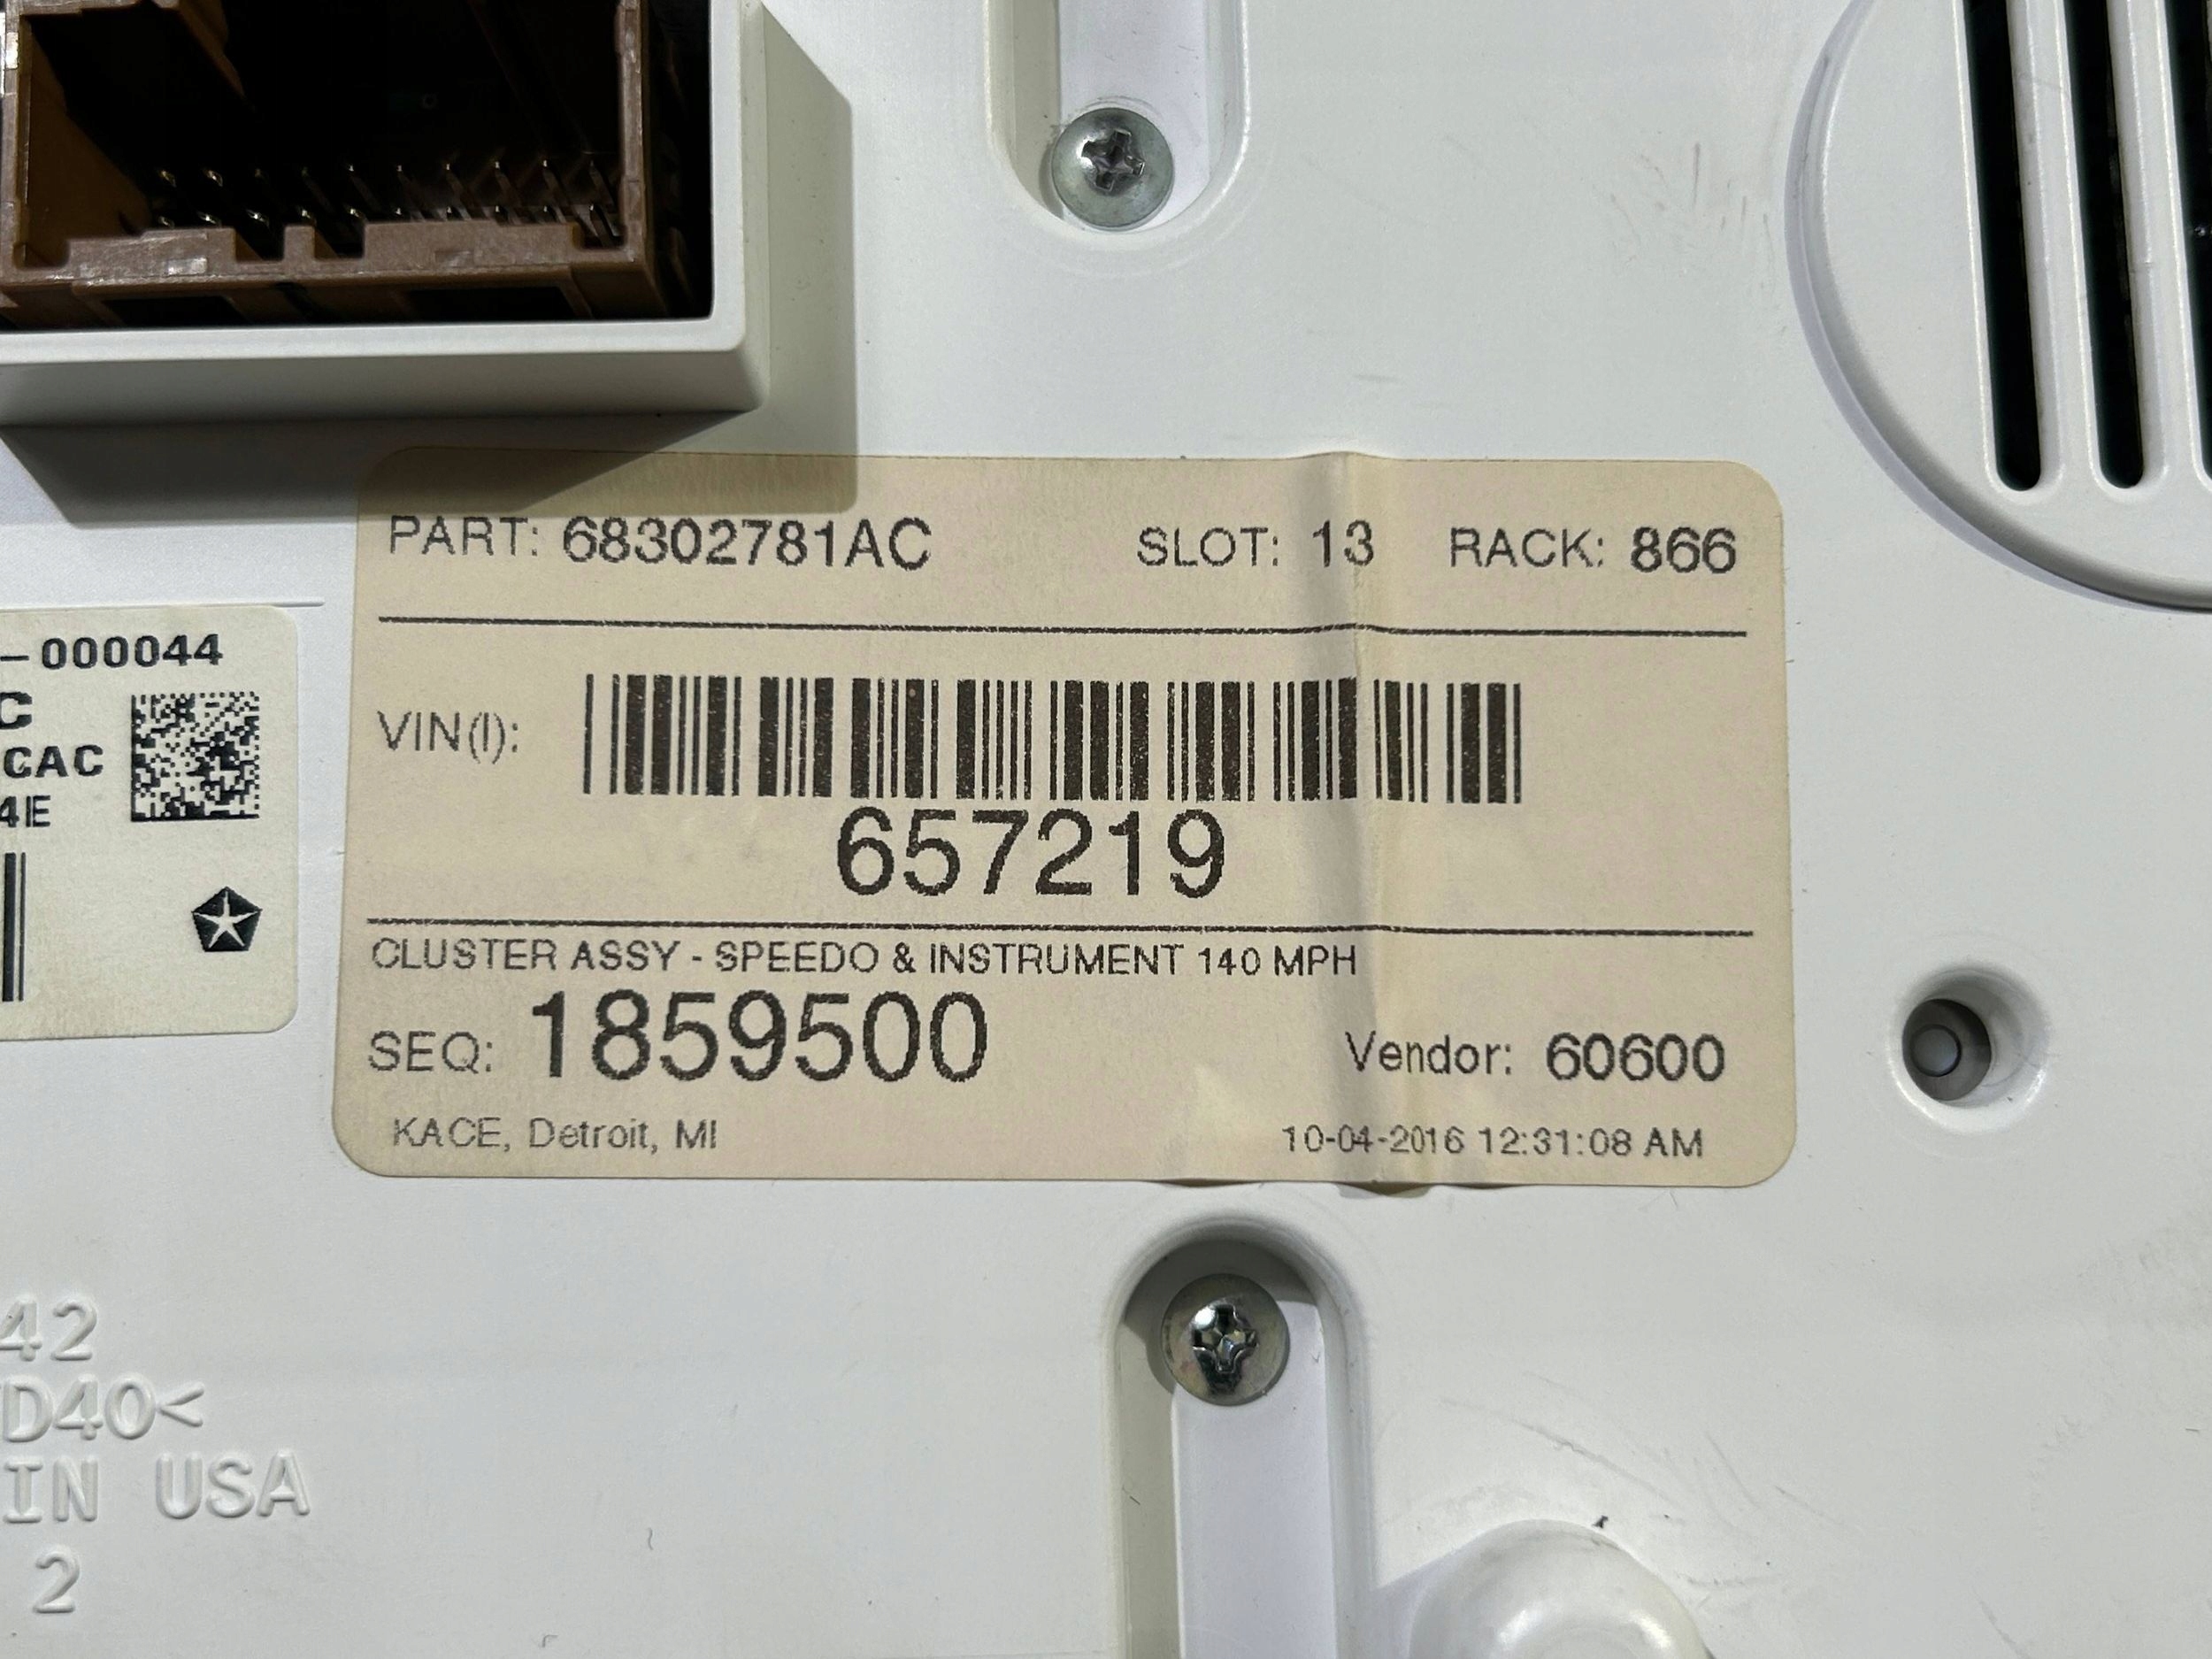 PART: 68302781AC SLOT: 13 RACK: 866
VIN(I):
657219
CLUSTER ASSY - SPEEDO & INSTRUMENT 140 MPH
SEQ: 1859500 Vendor: 60600
KACE, Detroit, MI 10-04-2016 12:31:08 AM
-000044
C
CAC
4E
42
D40<
IN USA
2